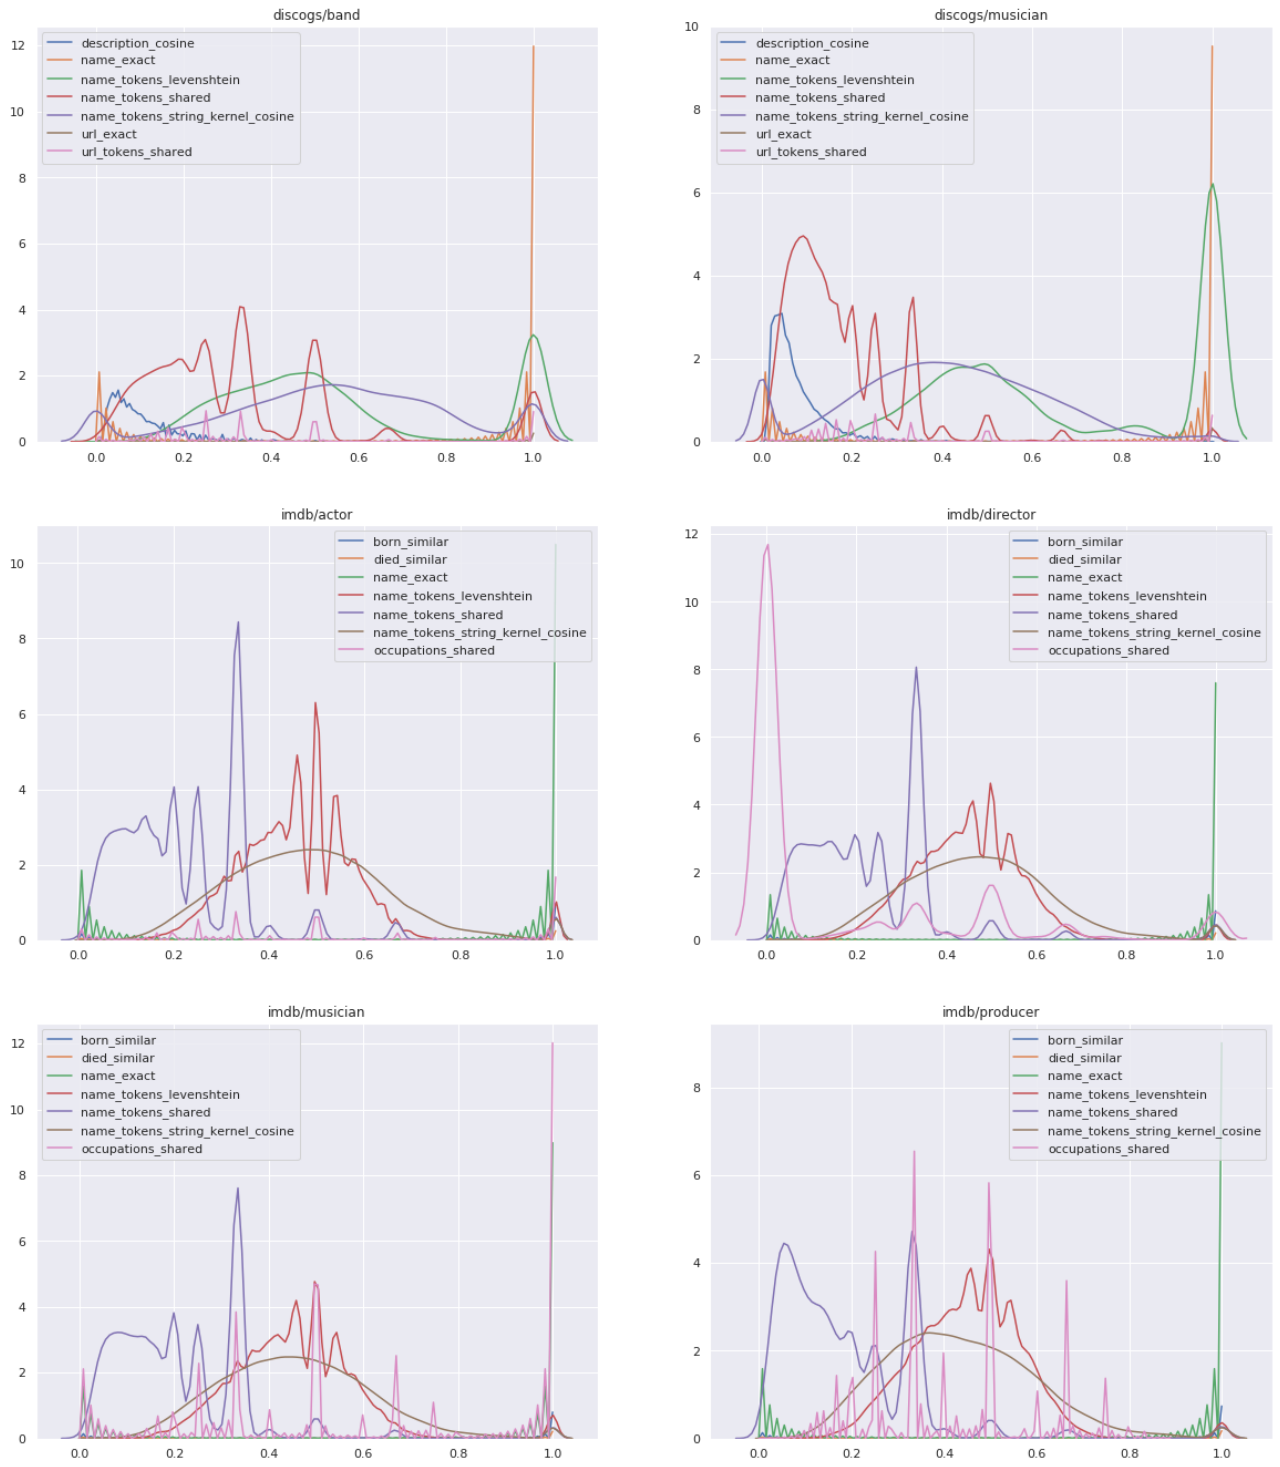 discogs/band
description_cosine
name_exact
name_tokens_levenshtein
name_tokens_shared
name_tokens_string_kernel_cosine
url_exact
url_tokens_shared
12
10
8
6
4
2
0
0.0 0.2 0.4 0.6 0.8 1.0
discogs/musician
description_cosine
name_exact
name_tokens_levenshtein
name_tokens_shared
name_tokens_string_kernel_cosine
url_exact
url_tokens_shared
10
8
6
4
2
0
0.0 0.2 0.4 0.6 0.8 1.0
imdb/actor
born_similar
died_similar
name_exact
name_tokens_levenshtein
name_tokens_shared
name_tokens_string_kernel_cosine
occupations_shared
10
8
6
4
2
0
0.0 0.2 0.4 0.6 0.8 1.0
imdb/director
born_similar
died_similar
name_exact
name_tokens_levenshtein
name_tokens_shared
name_tokens_string_kernel_cosine
occupations_shared
12
10
8
6
4
2
0
0.0 0.2 0.4 0.6 0.8 1.0
imdb/musician
born_similar
died_similar
name_exact
name_tokens_levenshtein
name_tokens_shared
name_tokens_string_kernel_cosine
occupations_shared
12
10
8
6
4
2
0
0.0 0.2 0.4 0.6 0.8 1.0
imdb/producer
born_similar
died_similar
name_exact
name_tokens_levenshtein
name_tokens_shared
name_tokens_string_kernel_cosine
occupations_shared
8
6
4
2
0
0.0 0.2 0.4 0.6 0.8 1.0